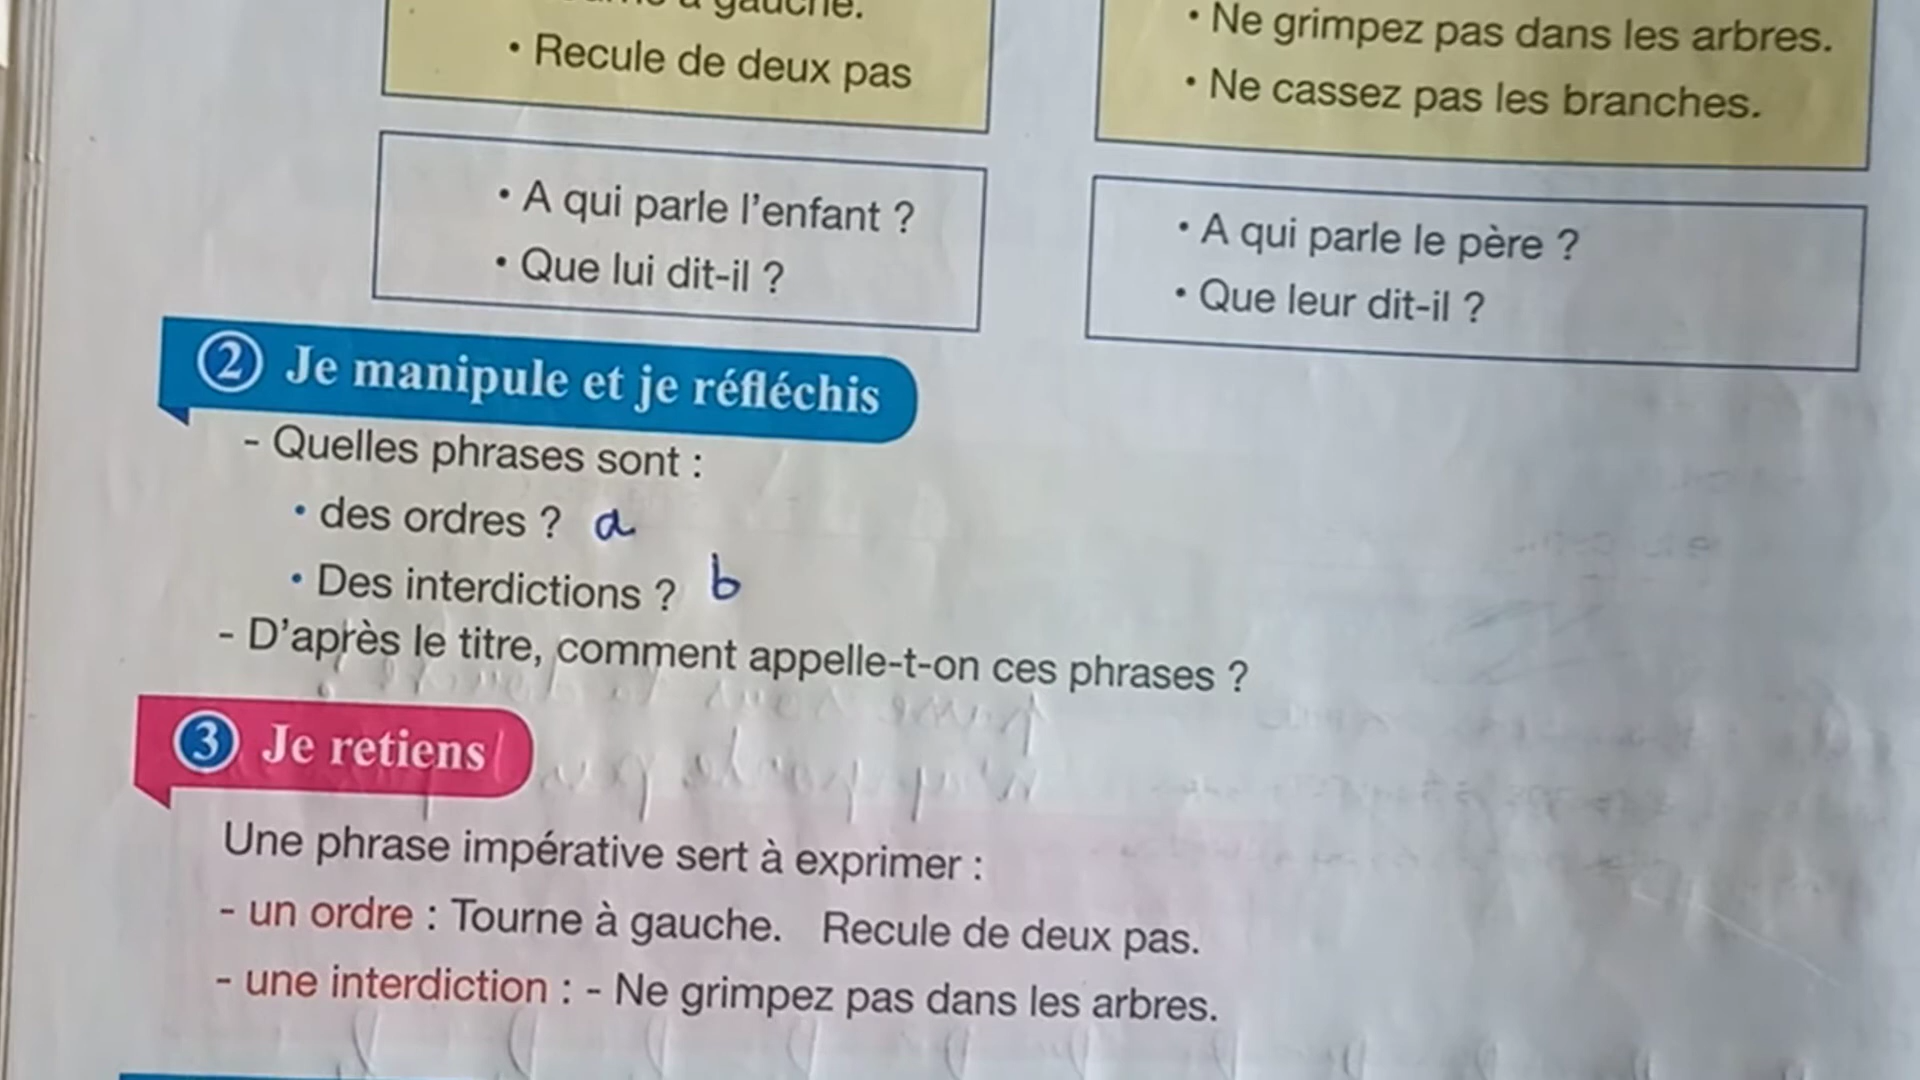 à gauche.
• Recule de deux pas
• Ne grimpez pas dans les arbres.
• Ne cassez pas les branches.
• A qui parle l'enfant ?
• Que lui dit-il ?
• A qui parle le père ?
• Que leur dit-il ?
2 Je manipule et je réfléchis
- Quelles phrases sont :
• des ordres ? a
• Des interdictions ? b
- D'après le titre, comment appelle-t-on ces phrases ?
3 Je retiens
Une phrase impérative sert à exprimer :
- un ordre : Tourne à gauche. Recule de deux pas.
- une interdiction : - Ne grimpez pas dans les arbres.